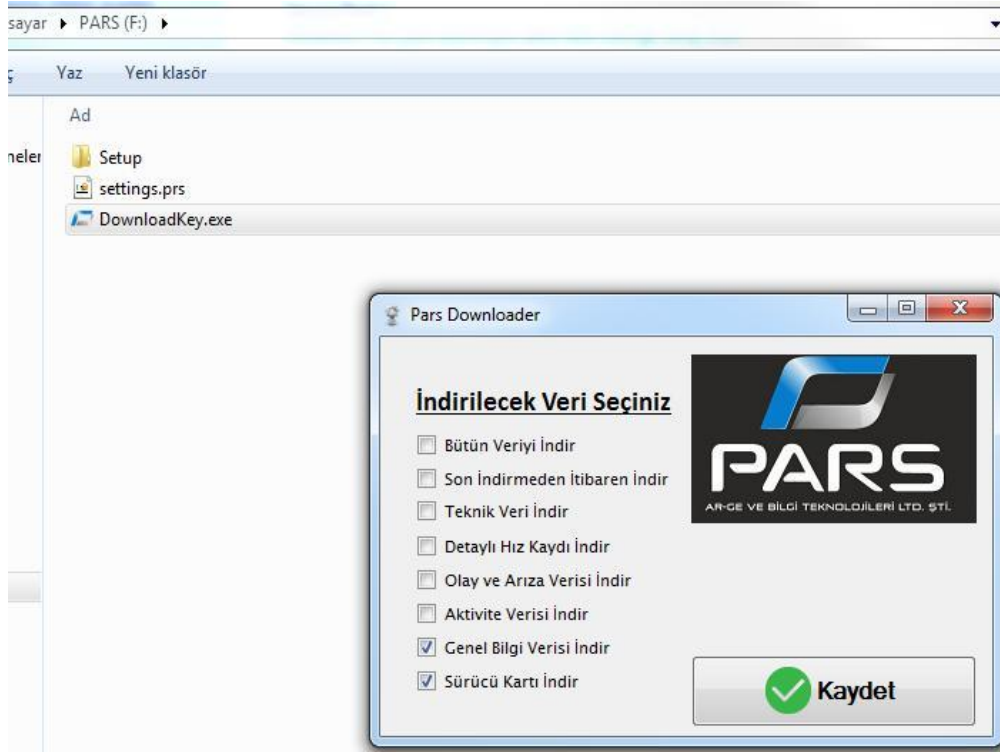 sayar ▸ PARS (F:) ▸
Yaz Yeni klasör
Ad
Setup
settings.prs
DownloadKey.exe
Pars Downloader
İndirilecek Veri Seçiniz
Bütün Veriyi İndir
Son İndirmeden İtibaren İndir
Teknik Veri İndir
Detaylı Hız Kaydı İndir
Olay ve Arıza Verisi İndir
Aktivite Verisi İndir
Genel Bilgi Verisi İndir
Sürücü Kartı İndir
PARS
AR-GE VE BİLGİ TEKNOLOJİLERİ LTD. ŞTİ.
Kaydet